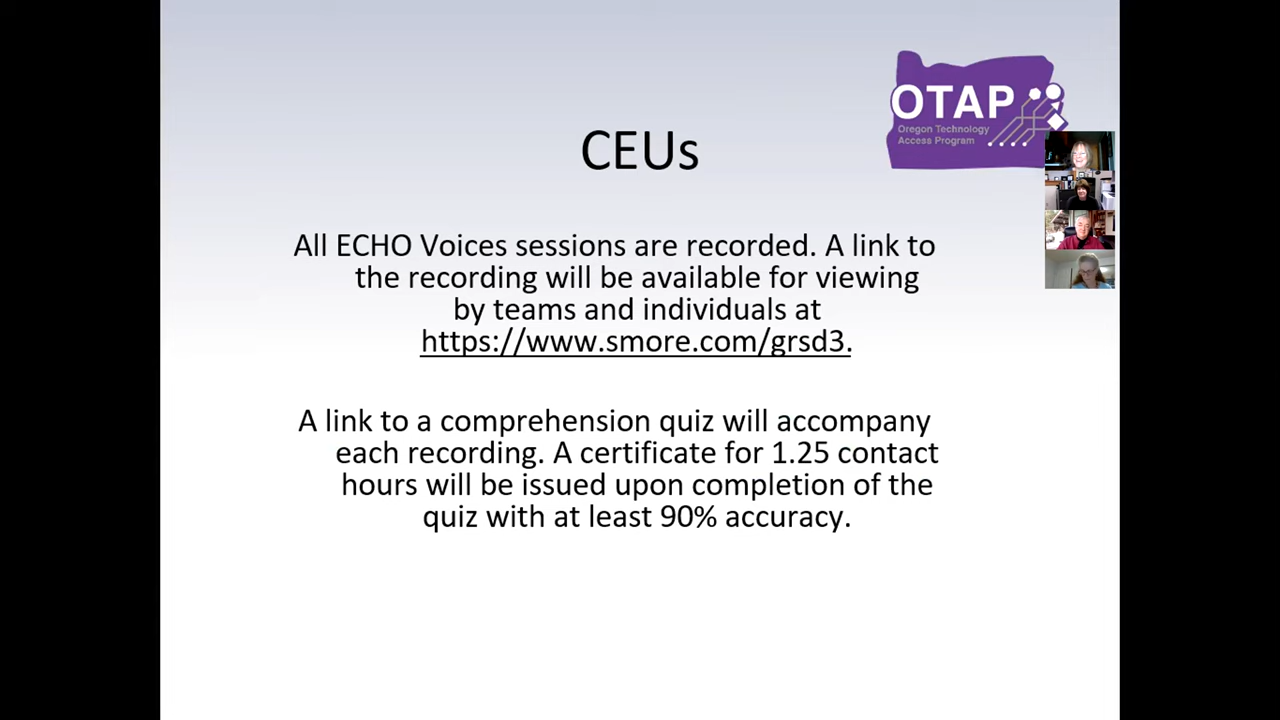 OTAP
Oregon Technology
Access Program
CEUs
All ECHO Voices sessions are recorded. A link to
the recording will be available for viewing
by teams and individuals at
https://www.smore.com/grsd3.
A link to a comprehension quiz will accompany
each recording. A certificate for 1.25 contact
hours will be issued upon completion of the
quiz with at least 90% accuracy.